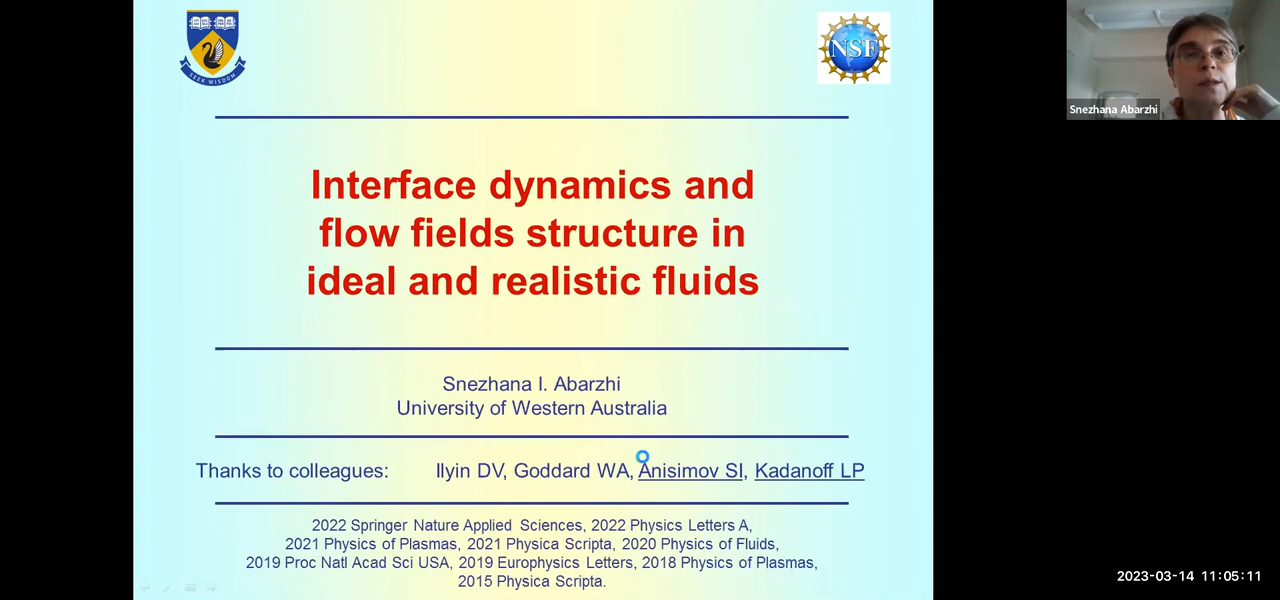 SEEK WISDOM
NSF
Snezhana Abarzhi
Interface dynamics and
flow fields structure in
ideal and realistic fluids
Snezhana I. Abarzhi
University of Western Australia
Thanks to colleagues: Ilyin DV, Goddard WA, Anisimov SI, Kadanoff LP
2022 Springer Nature Applied Sciences, 2022 Physics Letters A,
2021 Physics of Plasmas, 2021 Physica Scripta, 2020 Physics of Fluids,
2019 Proc Natl Acad Sci USA, 2019 Europhysics Letters, 2018 Physics of Plasmas,
2015 Physica Scripta.
2023-03-14 11:05:11